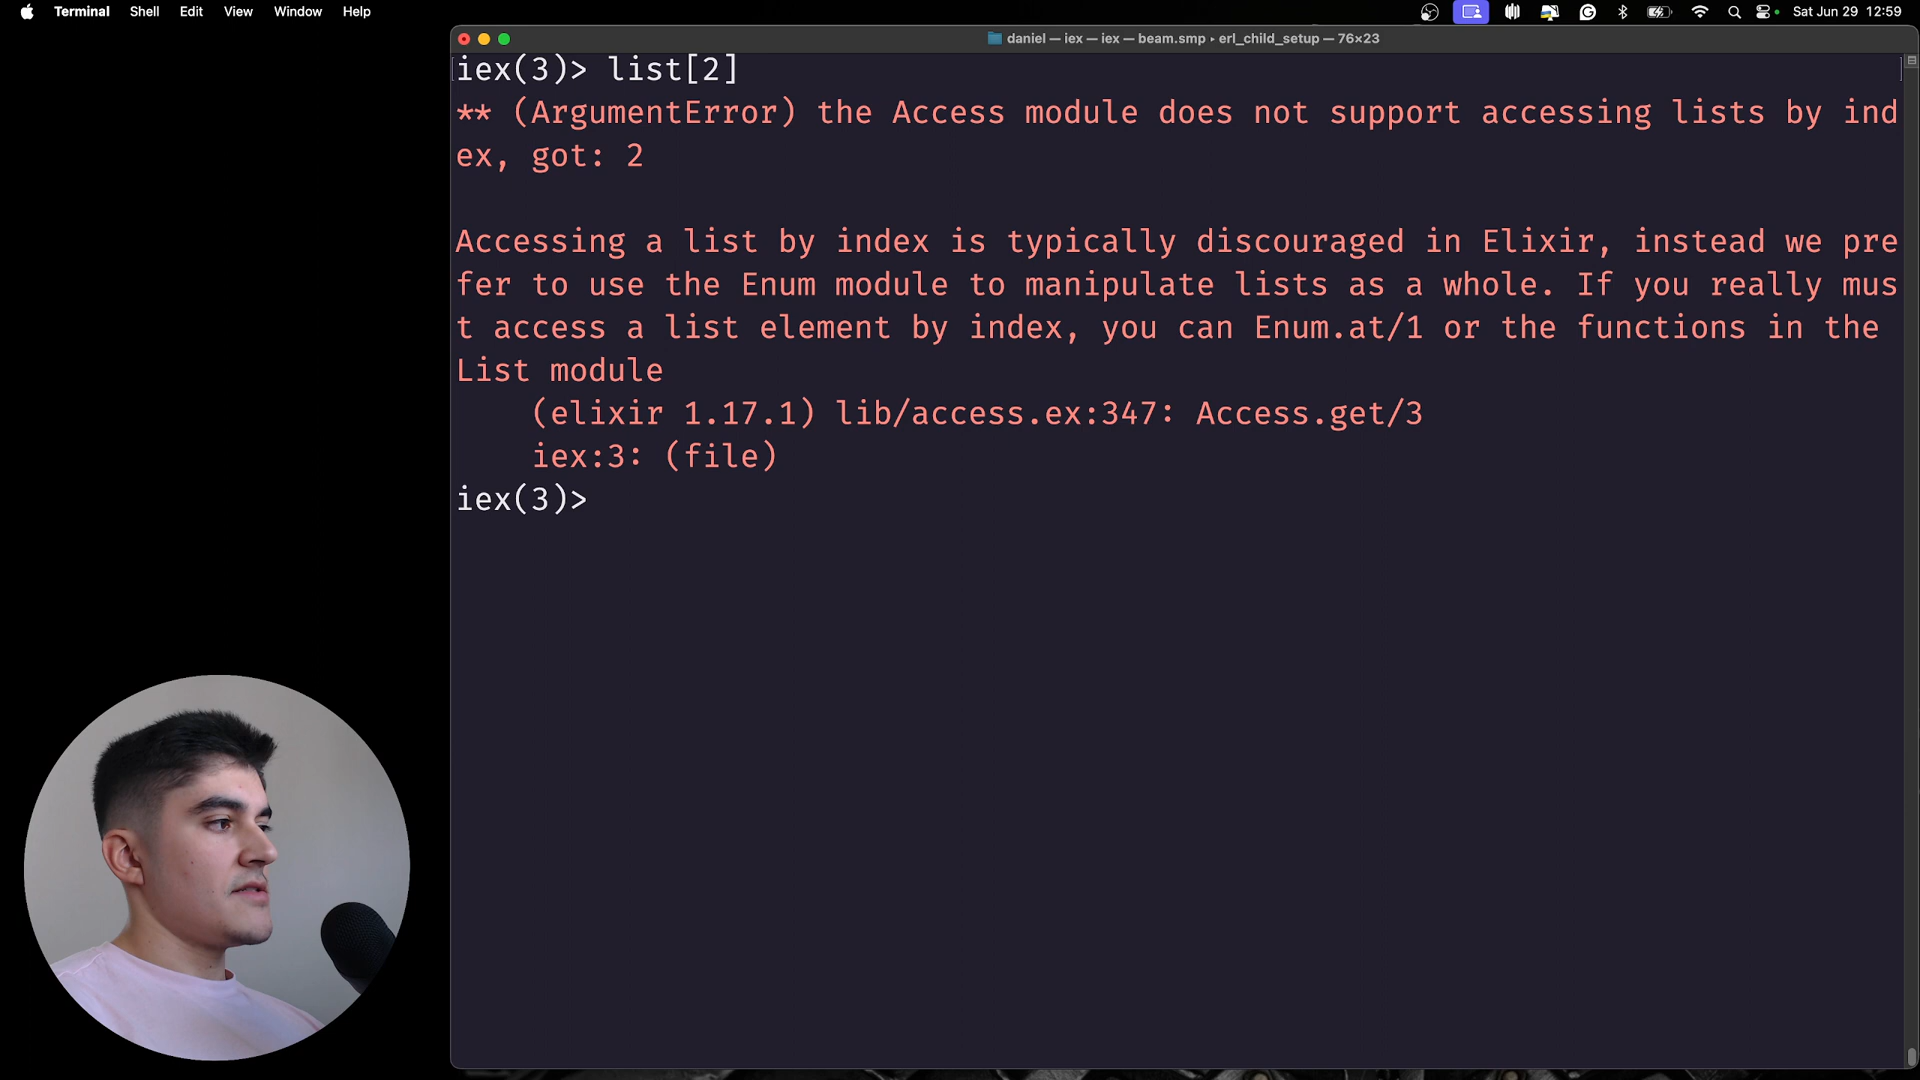 Terminal Shell Edit View Window Help Sat Jun 29 12:59
daniel — iex — iex — beam.smp ▸ erl_child_setup — 76×23
iex(3)> list[2]
** (ArgumentError) the Access module does not support accessing lists by ind
ex, got: 2
Accessing a list by index is typically discouraged in Elixir, instead we pre
fer to use the Enum module to manipulate lists as a whole. If you really mus
t access a list element by index, you can Enum.at/1 or the functions in the
List module
(elixir 1.17.1) lib/access.ex:347: Access.get/3
iex:3: (file)
iex(3)>